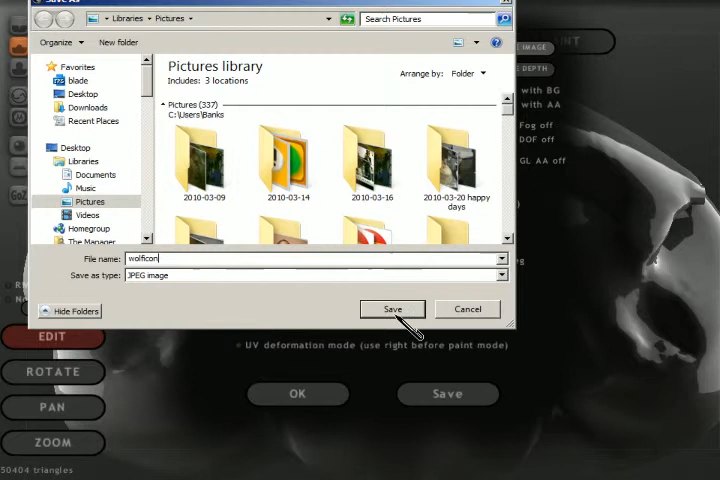 Save As
Libraries
Pictures
Search Pictures
Organize
New folder
Favorites
blade
Desktop
Downloads
Recent Places
Desktop
Libraries
Documents
Music
Pictures
Videos
Homegroup
The Manager
Pictures library
Includes: 3 locations
Arrange by: Folder
Pictures (337)
C:\Users\Banks
2010-03-09
2010-03-14
2010-03-16
2010-03-20 happy
days
File name: wolficon
Save as type: JPEG image
Hide Folders
Save
Cancel
IMAGE
DEPTH
with BG
with AA
Fog off
DOF off
GL AA off
GoZ
EDIT
ROTATE
PAN
ZOOM
UV deformation mode (use right before paint mode)
OK
Save
50404 triangles